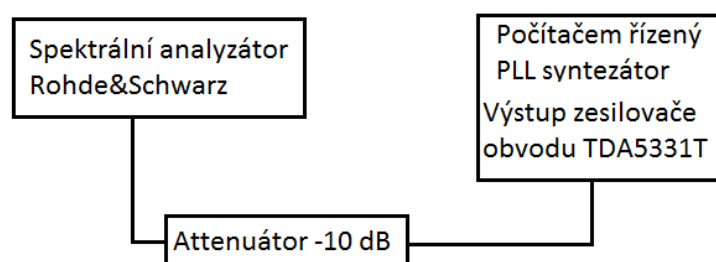 Spektrální analyzátor
Rohde&Schwarz
Počítačem řízený
PLL syntezátor
Výstup zesilovače
obvodu TDA5331T
Attenuátor -10 dB